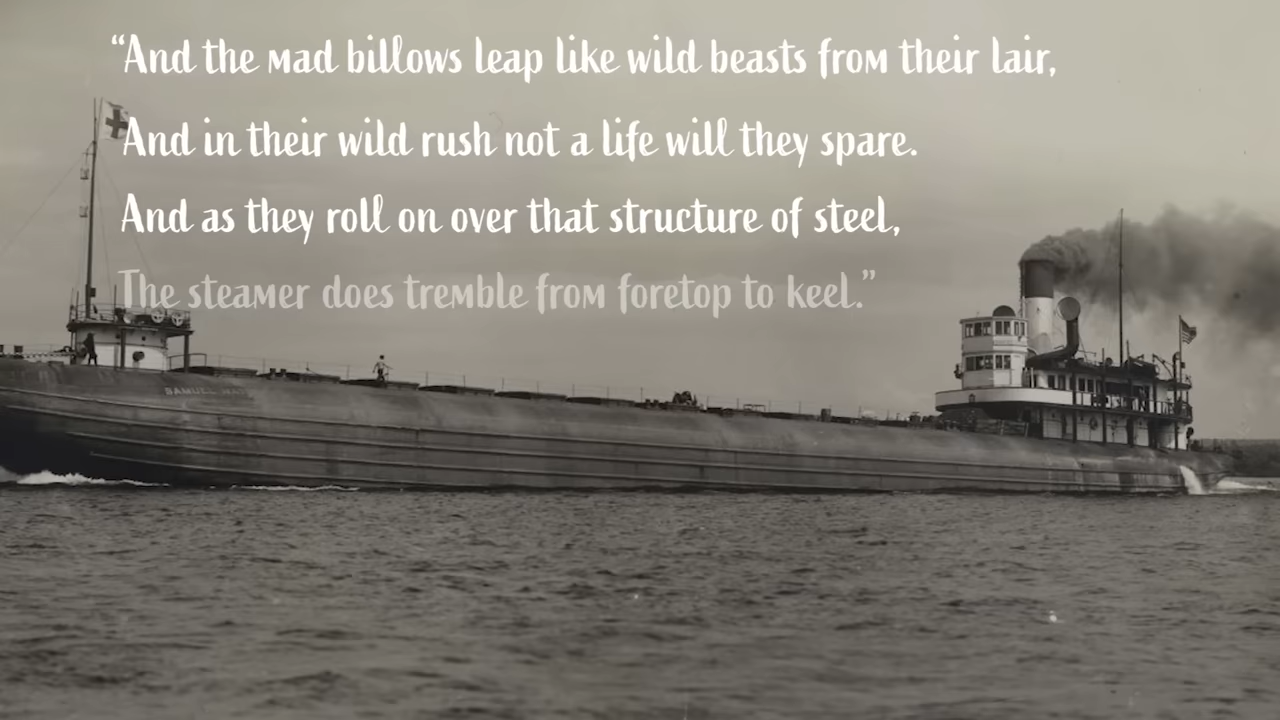 “And the mad billows leap like wild beasts from their lair,
And in their wild rush not a life will they spare.
And as they roll on over that structure of steel,
The steamer does tremble from foretop to keel.”
SAMUEL